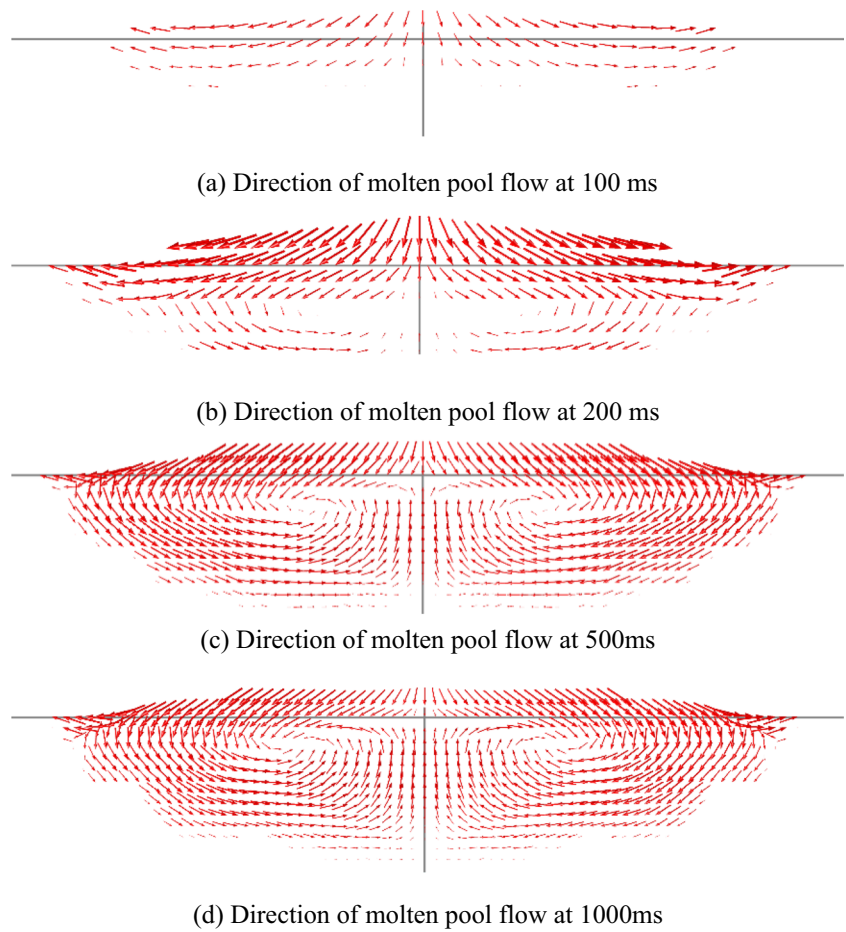 (a) Direction of molten pool flow at 100 ms
(b) Direction of molten pool flow at 200 ms
(c) Direction of molten pool flow at 500ms
(d) Direction of molten pool flow at 1000ms